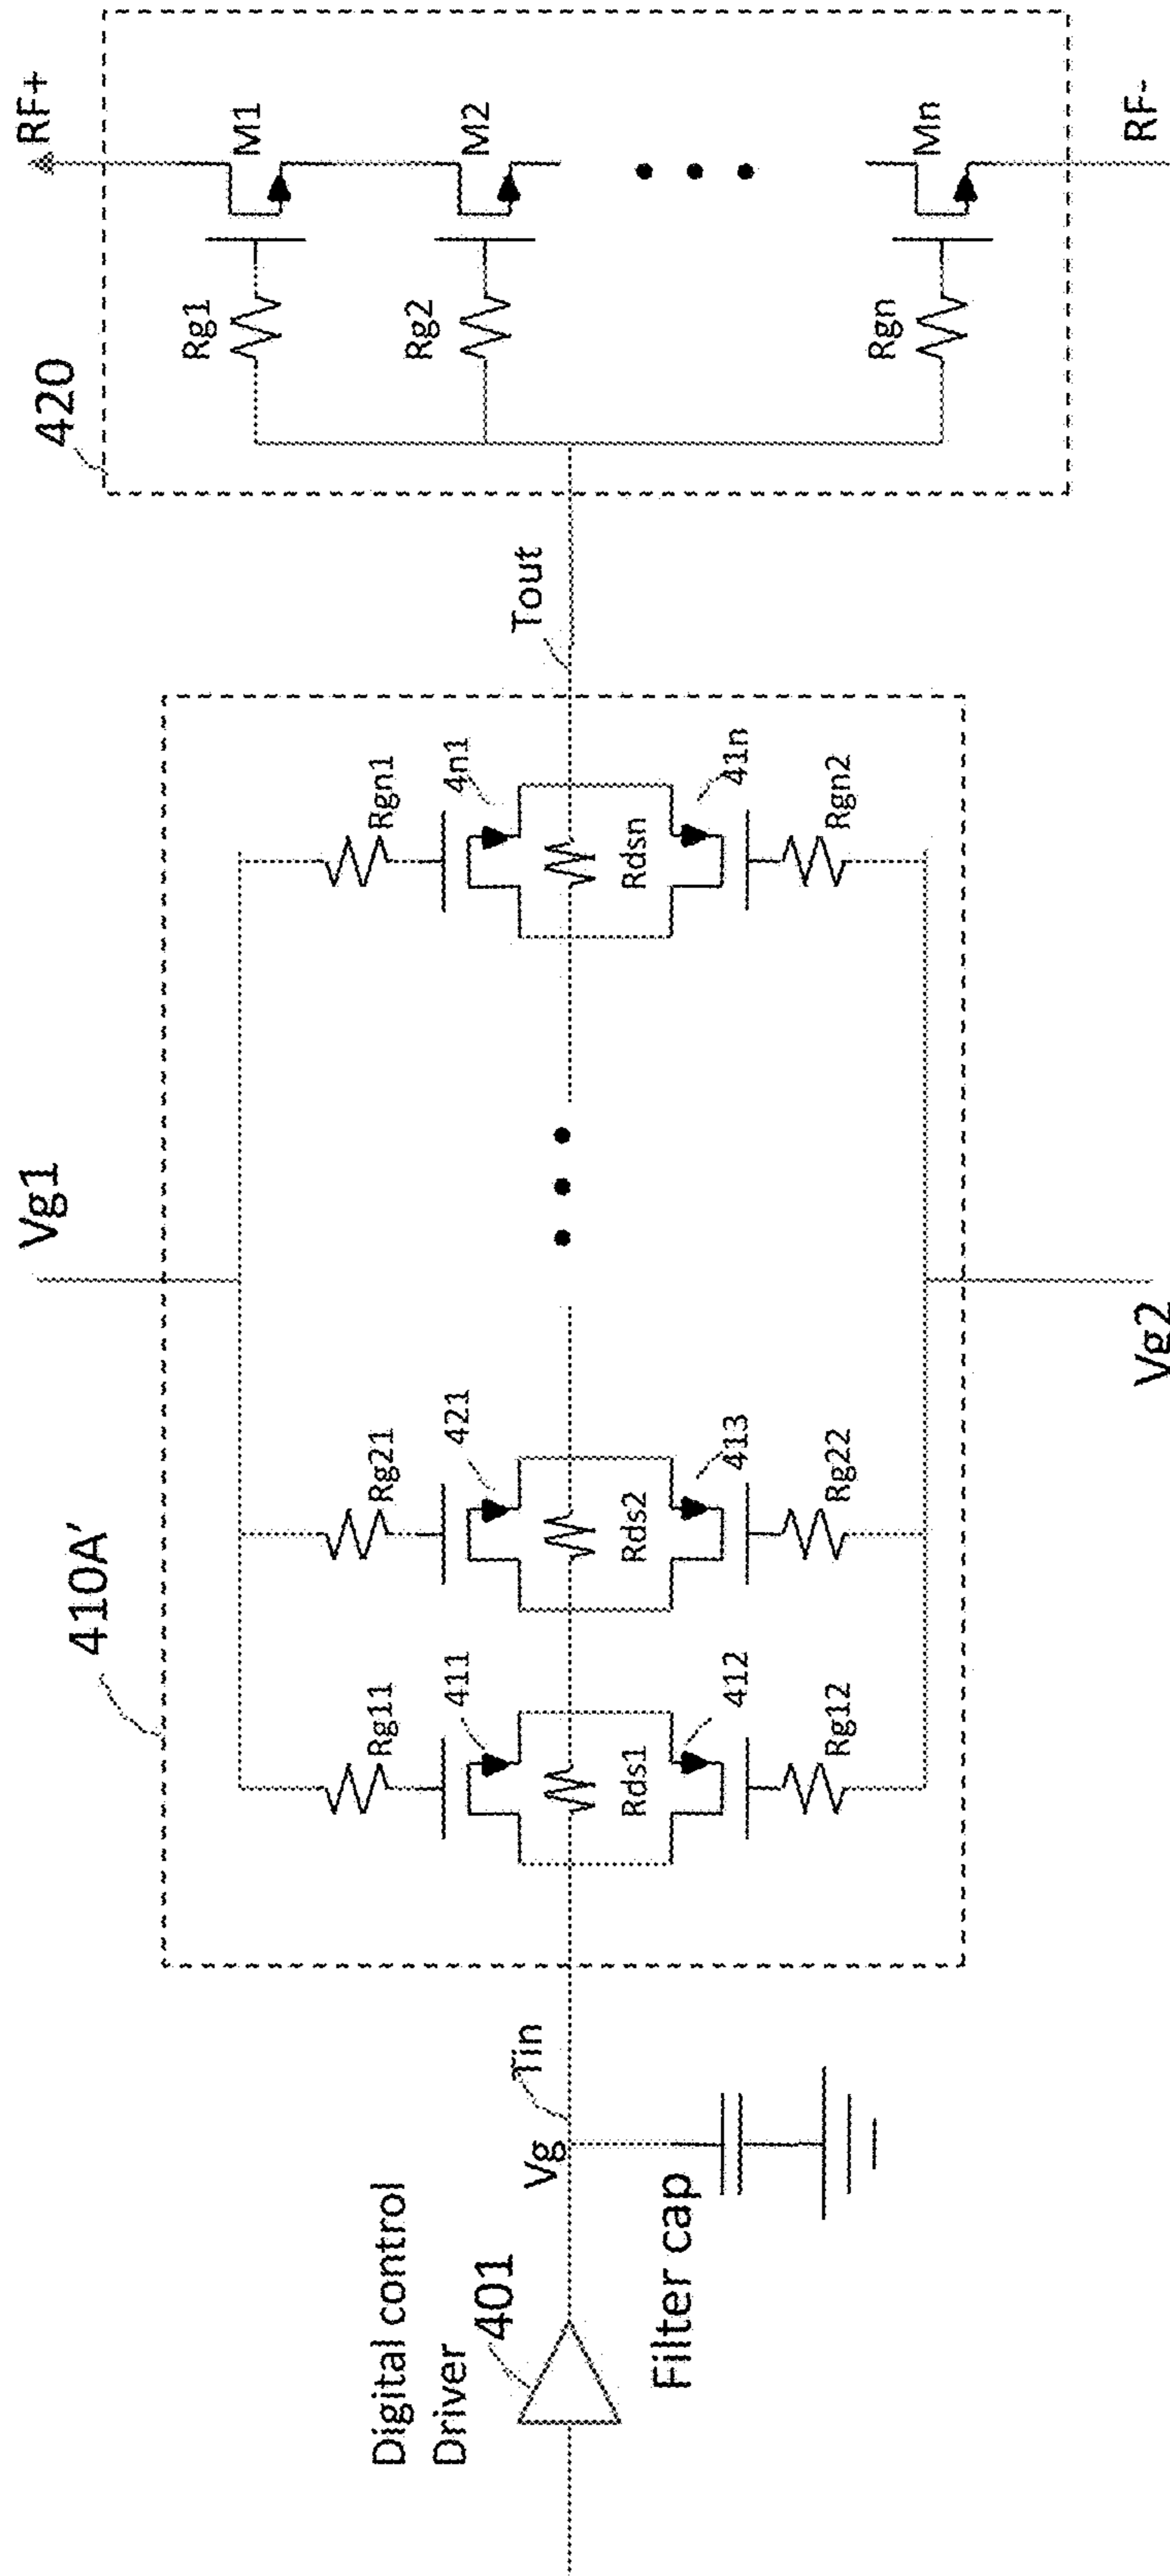 Digital control
Driver
401
Vg
Tin
Filter cap
410A'
Vg1
Rg11
Rg21
Rgn1
411
421
4n1
Rds1
Rds2
Rdsn
412
413
41n
Rg12
Rg22
Rgn2
Vg2
Tout
420
Rg1
Rg2
Rgn
M1
M2
Mn
RF+
RF-